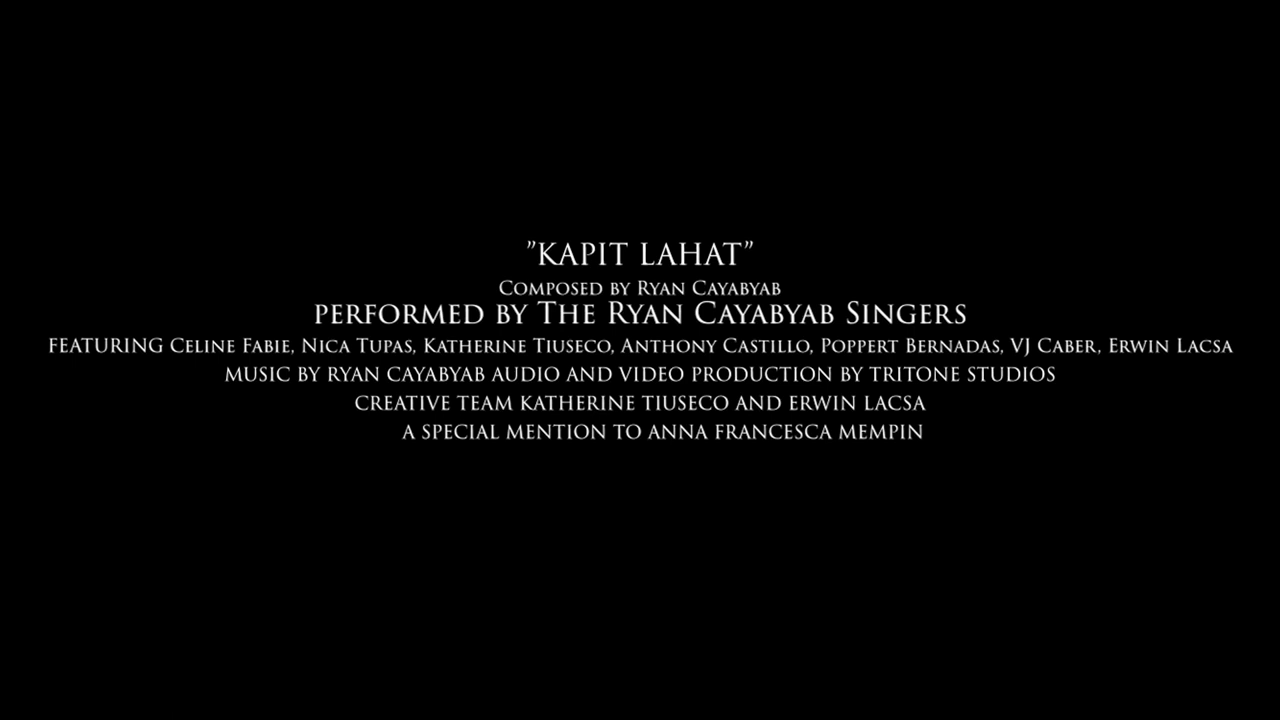 ”KAPIT LAHAT”
COMPOSED BY RYAN CAYABYAB
PERFORMED BY THE RYAN CAYABYAB SINGERS
FEATURING CELINE FABIE, NICA TUPAS, KATHERINE TIUSECO, ANTHONY CASTILLO, POPPERT BERNADAS, VJ CABER, ERWIN LACSA
MUSIC BY RYAN CAYABYAB AUDIO AND VIDEO PRODUCTION BY TRITONE STUDIOS
CREATIVE TEAM KATHERINE TIUSECO AND ERWIN LACSA
A SPECIAL MENTION TO ANNA FRANCESCA MEMPIN